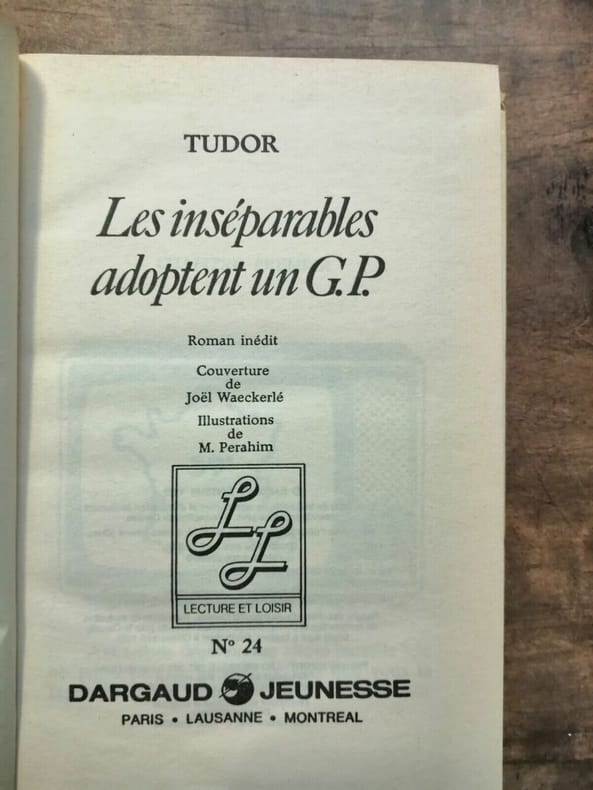 TUDOR
Les inséparables
adoptent un G.P.
Roman inédit
Couverture
de
Joël Waeckerlé
Illustrations
de
M. Perahim
LL
LECTURE ET LOISIR
N° 24
DARGAUD JEUNESSE
PARIS • LAUSANNE • MONTREAL